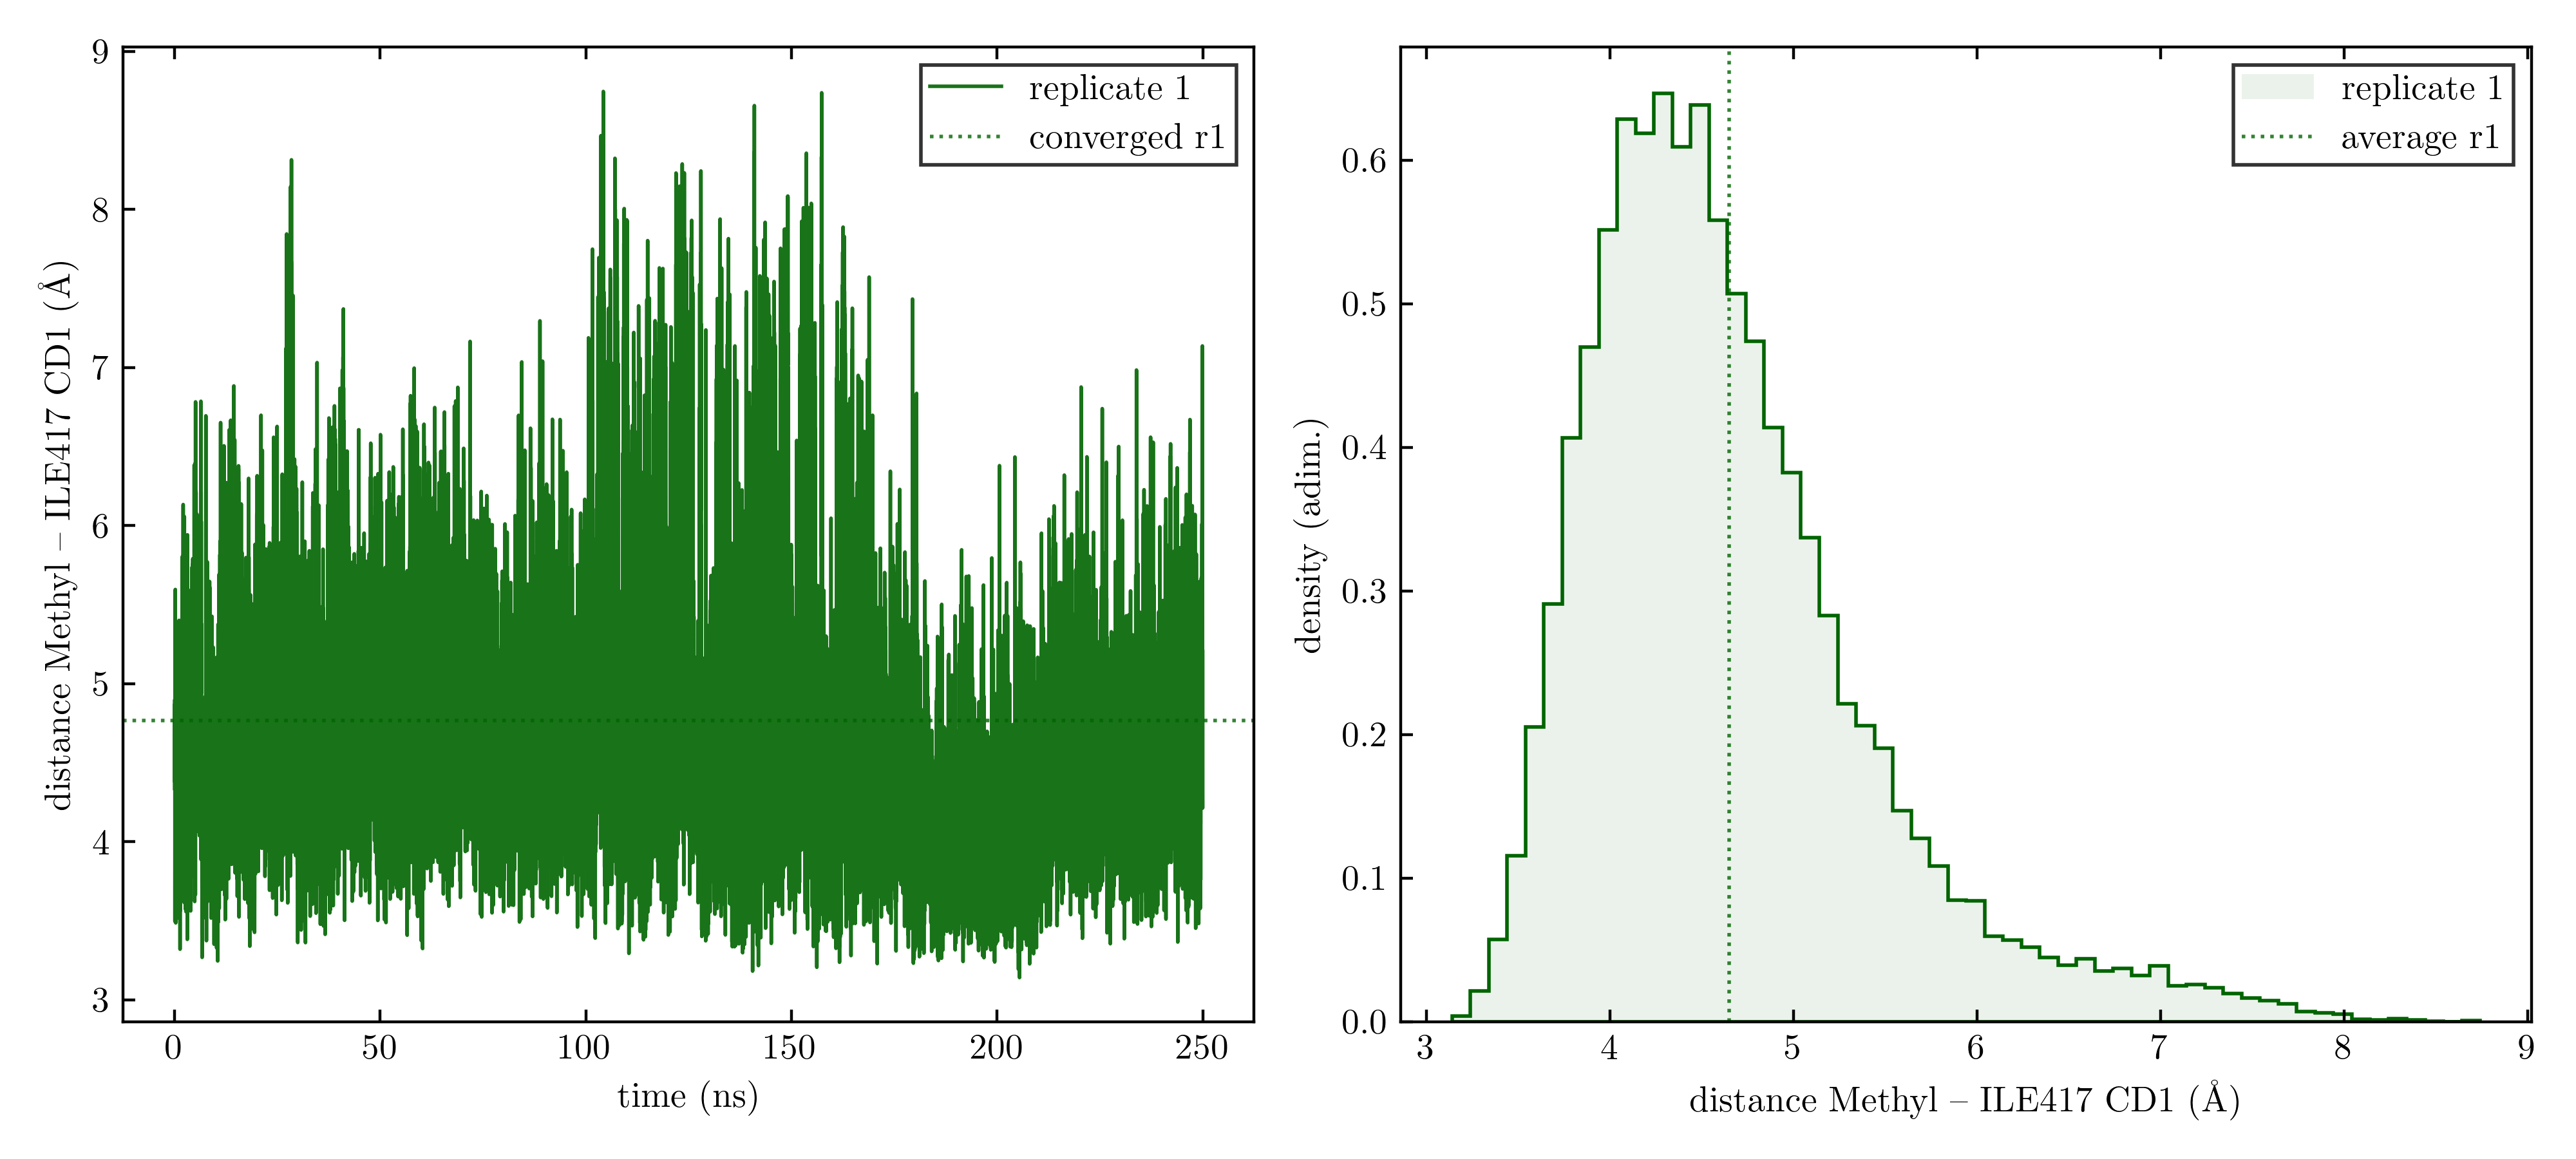 9
8
7
6
5
4
3
distance Methyl – ILE417 CD1 (Å)
replicate 1
converged r1
0 50 100 150 200 250
time (ns)
0.6
0.5
0.4
0.3
0.2
0.1
0.0
density (adim.)
replicate 1
average r1
3 4 5 6 7 8 9
distance Methyl – ILE417 CD1 (Å)